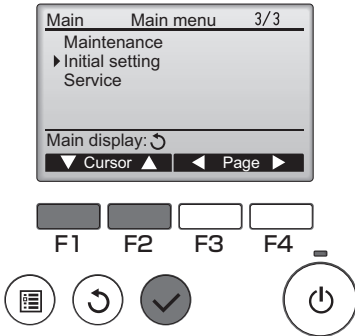 Main Main menu 3/3
Maintenance
Initial setting
Service
Main display:
Cursor Page
F1 F2 F3 F4